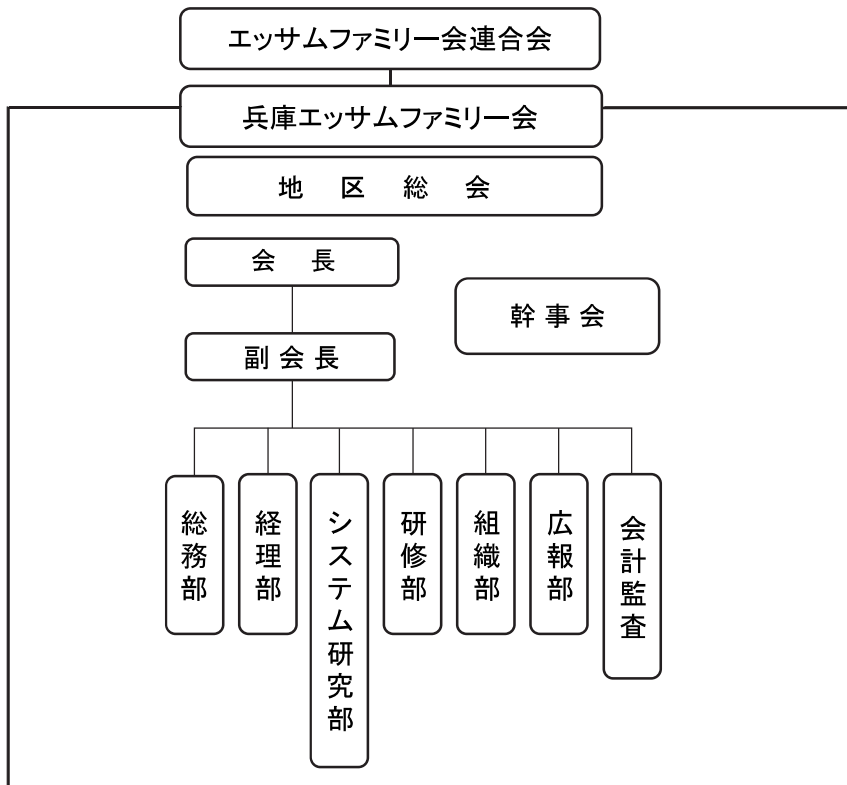 エッサムファミリー会連合会
兵庫エッサムファミリー会
地区総会
会長
幹事会
副会長
総務部
経理部
システム研究部
研修部
組織部
広報部
会計監査